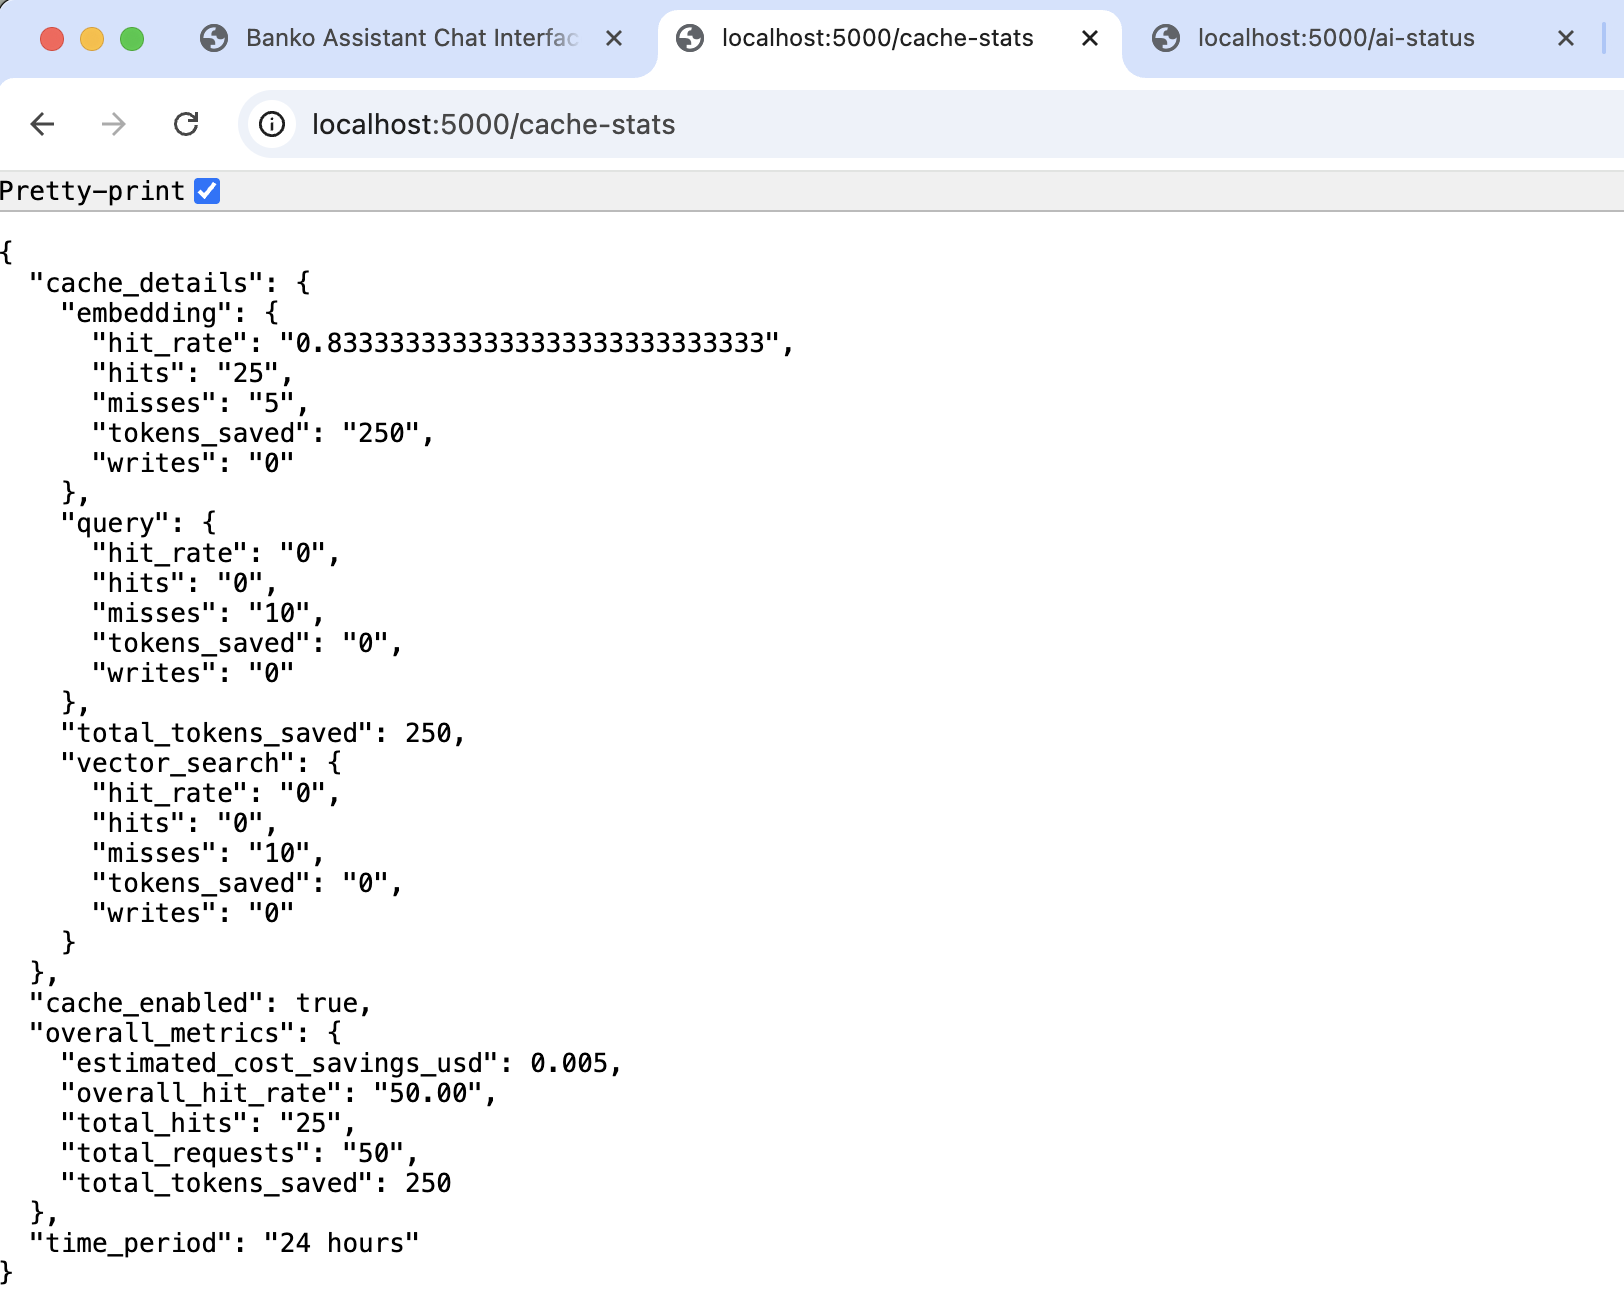 Banko Assistant Chat Interfac
localhost:5000/cache-stats
localhost:5000/ai-status
localhost:5000/cache-stats
Pretty-print
{
  "cache_details": {
    "embedding": {
      "hit_rate": "0.8333333333333333333333333333",
      "hits": "25",
      "misses": "5",
      "tokens_saved": "250",
      "writes": "0"
    },
    "query": {
      "hit_rate": "0",
      "hits": "0",
      "misses": "10",
      "tokens_saved": "0",
      "writes": "0"
    },
    "total_tokens_saved": 250,
    "vector_search": {
      "hit_rate": "0",
      "hits": "0",
      "misses": "10",
      "tokens_saved": "0",
      "writes": "0"
    }
  },
  "cache_enabled": true,
  "overall_metrics": {
    "estimated_cost_savings_usd": 0.005,
    "overall_hit_rate": "50.00",
    "total_hits": "25",
    "total_requests": "50",
    "total_tokens_saved": 250
  },
  "time_period": "24 hours"
}